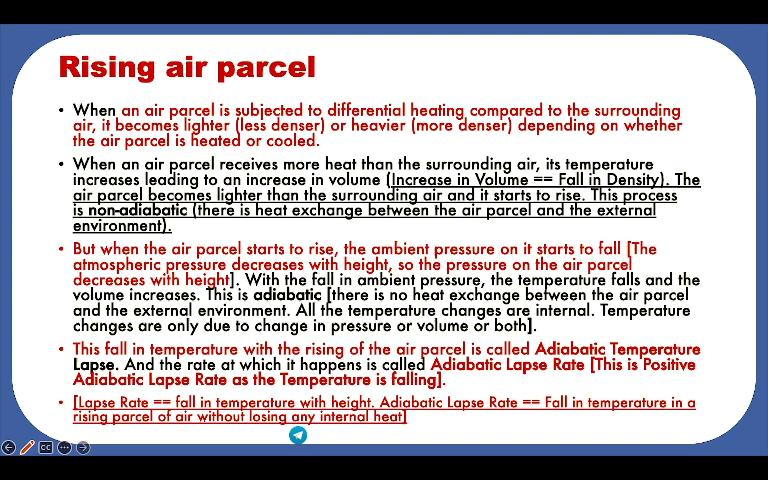 Rising air parcel
• When an air parcel is subjected to differential heating compared to the surrounding
air, it becomes lighter (less denser) or heavier (more denser) depending on whether
the air parcel is heated or cooled.
• When an air parcel receives more heat than the surrounding air, its temperature
increases leading to an increase in volume (Increase in Volume == Fall in Density). The
air parcel becomes lighter than the surrounding air and it starts to rise. This process
is non-adiabatic (there is heat exchange between the air parcel and the external
environment).
• But when the air parcel starts to rise, the ambient pressure on it starts to fall [The
atmospheric pressure decreases with height, so the pressure on the air parcel
decreases with height]. With the fall in ambient pressure, the temperature falls and the
volume increases. This is adiabatic [there is no heat exchange between the air parcel
and the external environment. All the temperature changes are internal. Temperature
changes are only due to change in pressure or volume or both].
• This fall in temperature with the rising of the air parcel is called Adiabatic Temperature
Lapse. And the rate at which it happens is called Adiabatic Lapse Rate [This is Positive
Adiabatic Lapse Rate as the Temperature is falling].
• [Lapse Rate == fall in temperature with height. Adiabatic Lapse Rate == Fall in temperature in a
rising parcel of air without losing any internal heat]
CC